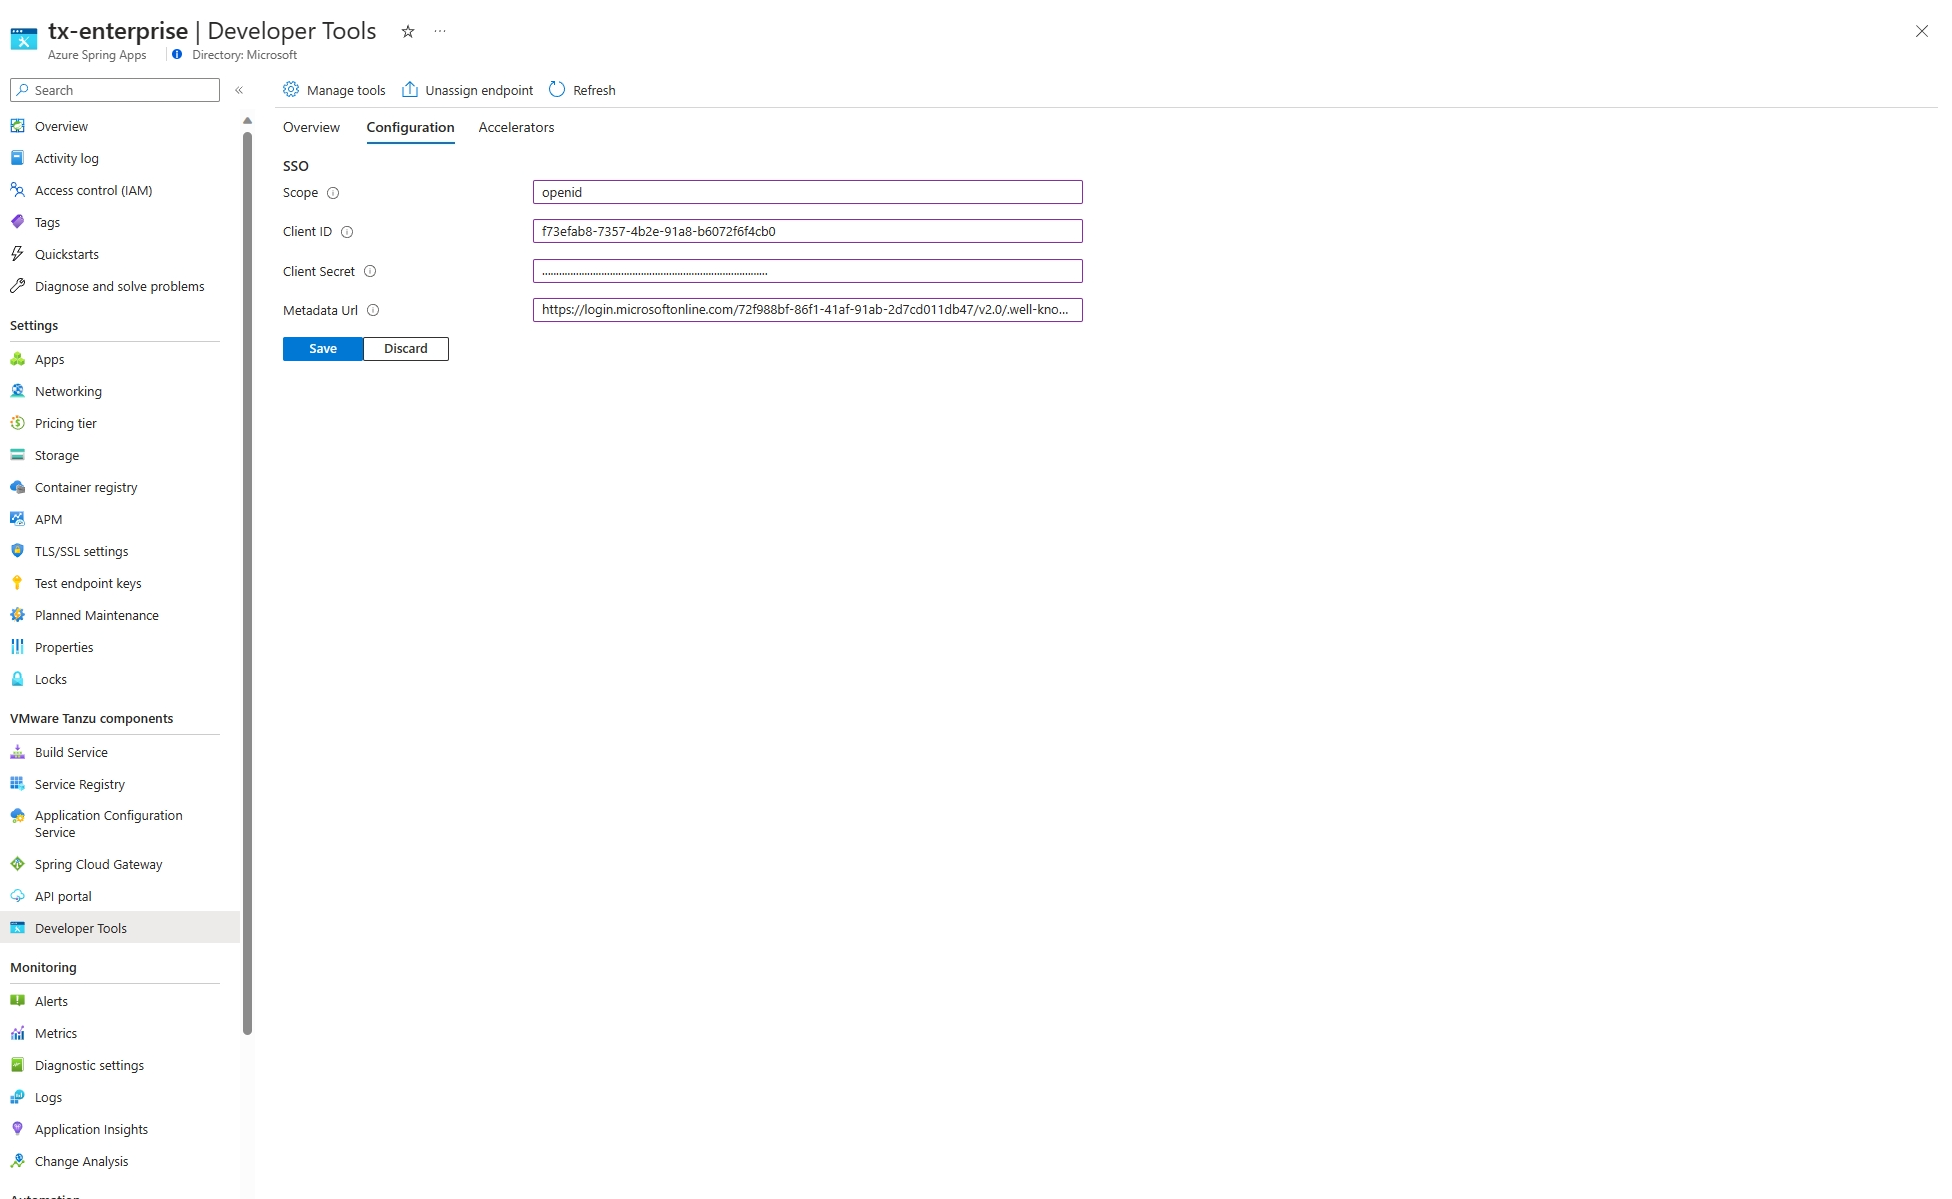 tx-enterprise | Developer Tools
Azure Spring Apps
Directory: Microsoft
Search
Overview
Activity log
Access control (IAM)
Tags
Quickstarts
Diagnose and solve problems
Settings
Apps
Networking
Pricing tier
Storage
Container registry
APM
TLS/SSL settings
Test endpoint keys
Planned Maintenance
Properties
Locks
VMware Tanzu components
Build Service
Service Registry
Application Configuration
Service
Spring Cloud Gateway
API portal
Developer Tools
Monitoring
Alerts
Metrics
Diagnostic settings
Logs
Application Insights
Change Analysis
Automation
Manage tools
Unassign endpoint
Refresh
Overview
Configuration
Accelerators
SSO
Scope
openid
Client ID
f73efab8-7357-4b2e-91a8-b6072f6f4cb0
Client Secret
Metadata Url
https://login.microsoftonline.com/72f988bf-86f1-41af-91ab-2d7cd011db47/v2.0/.well-kno...
Save
Discard